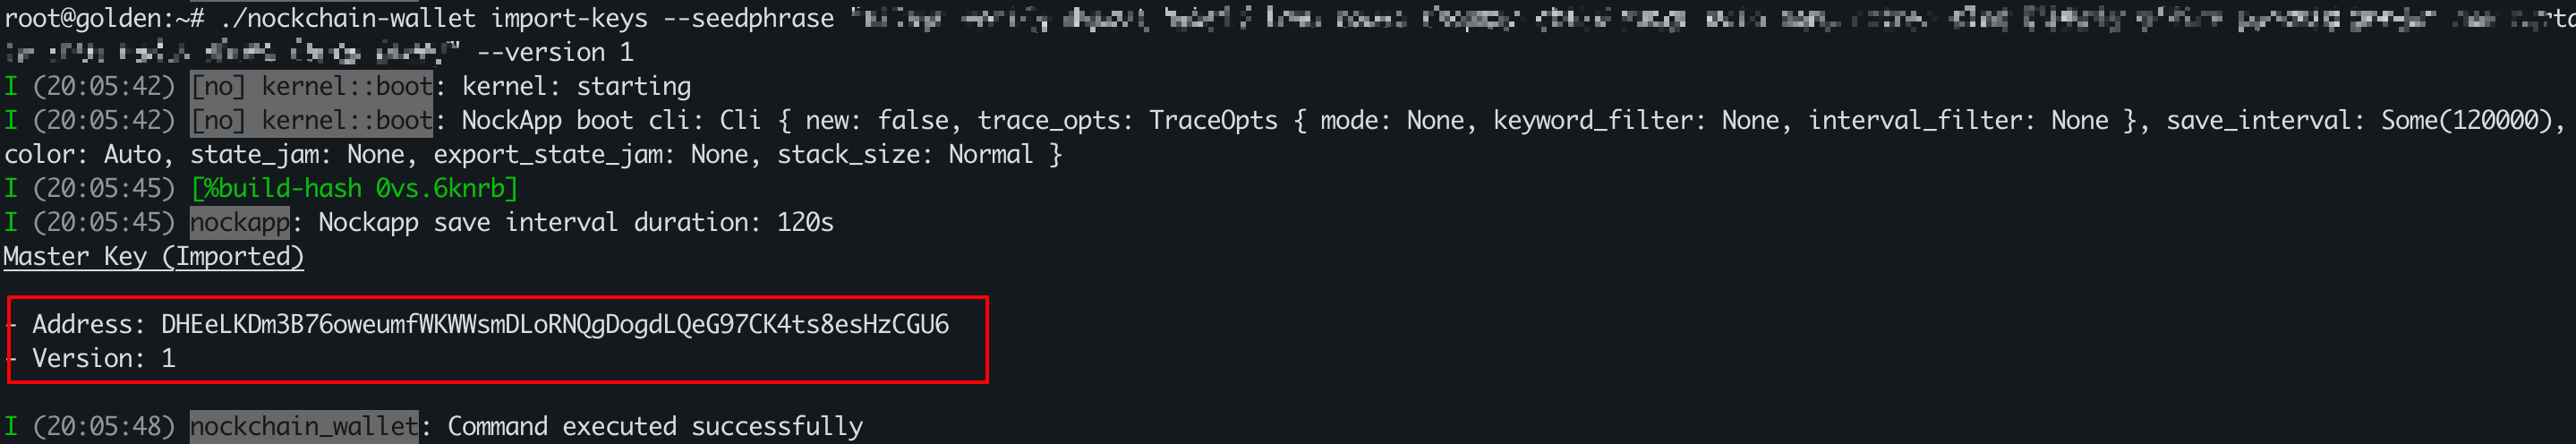 root@golden:~# ./nockchain-wallet import-keys --seedphrase "
" --version 1
I (20:05:42) [no] kernel::boot: kernel: starting
I (20:05:42) [no] kernel::boot: NockApp boot cli: Cli { new: false, trace_opts: TraceOpts { mode: None, keyword_filter: None, interval_filter: None }, save_interval: Some(120000),
color: Auto, state_jam: None, export_state_jam: None, stack_size: Normal }
I (20:05:45) [%build-hash 0vs.6knrb]
I (20:05:45) nockapp: Nockapp save interval duration: 120s
Master Key (Imported)
- Address: DHEeLKDm3B76oweumfWKWWsmDLoRNQgDogdLQeG97CK4ts8esHzCGU6
- Version: 1
I (20:05:48) nockchain_wallet: Command executed successfully